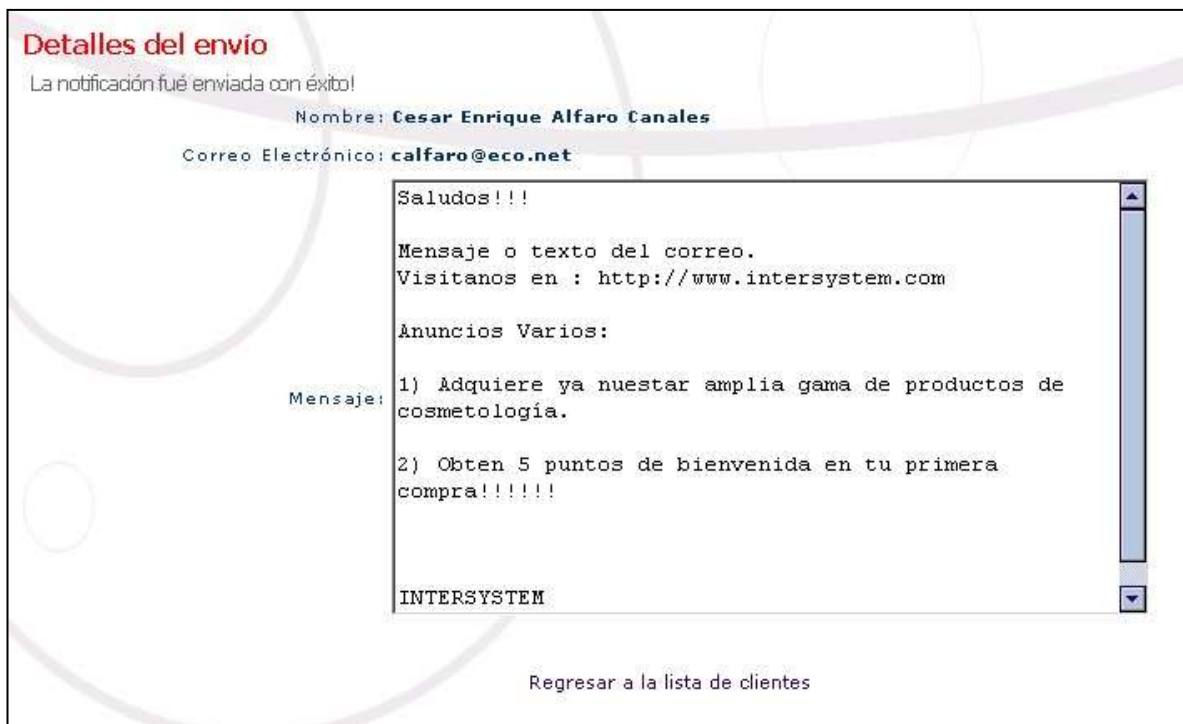 Detalles del envío
La notificación fué enviada con éxito!
Nombre: Cesar Enrique Alfaro Canales
Correo Electrónico: calfaro@eco.net
Mensaje:
Saludos!!!
Mensaje o texto del correo.
Visitanos en : http://www.intersystem.com
Anuncios Varios:
1) Adquiere ya nuestar amplia gama de productos de
cosmetología.
2) Obten 5 puntos de bienvenida en tu primera
compra!!!!!!
INTERSYSTEM
Regresar a la lista de clientes